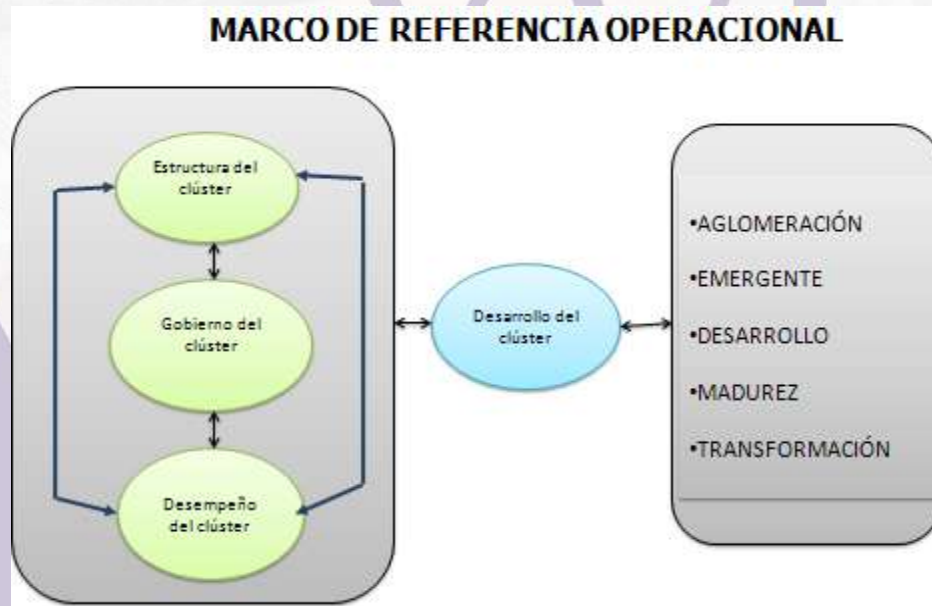 MARCO DE REFERENCIA OPERACIONAL
Estructura del
clúster
Gobierno del
clúster
Desempeño
del clúster
Desarrollo del
clúster
•AGLOMERACIÓN
•EMERGENTE
•DESARROLLO
•MADUREZ
•TRANSFORMACIÓN